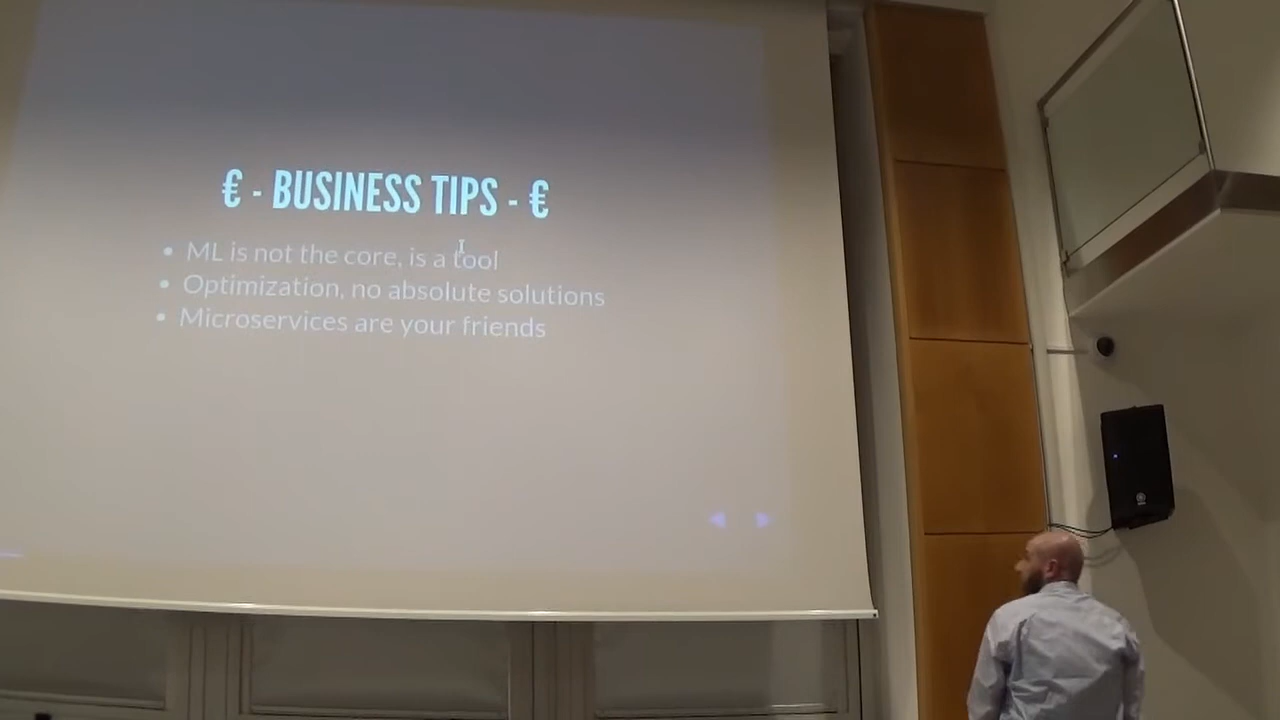 € - BUSINESS TIPS - €
ML is not the core, is a tool
Optimization, no absolute solutions
Microservices are your friends